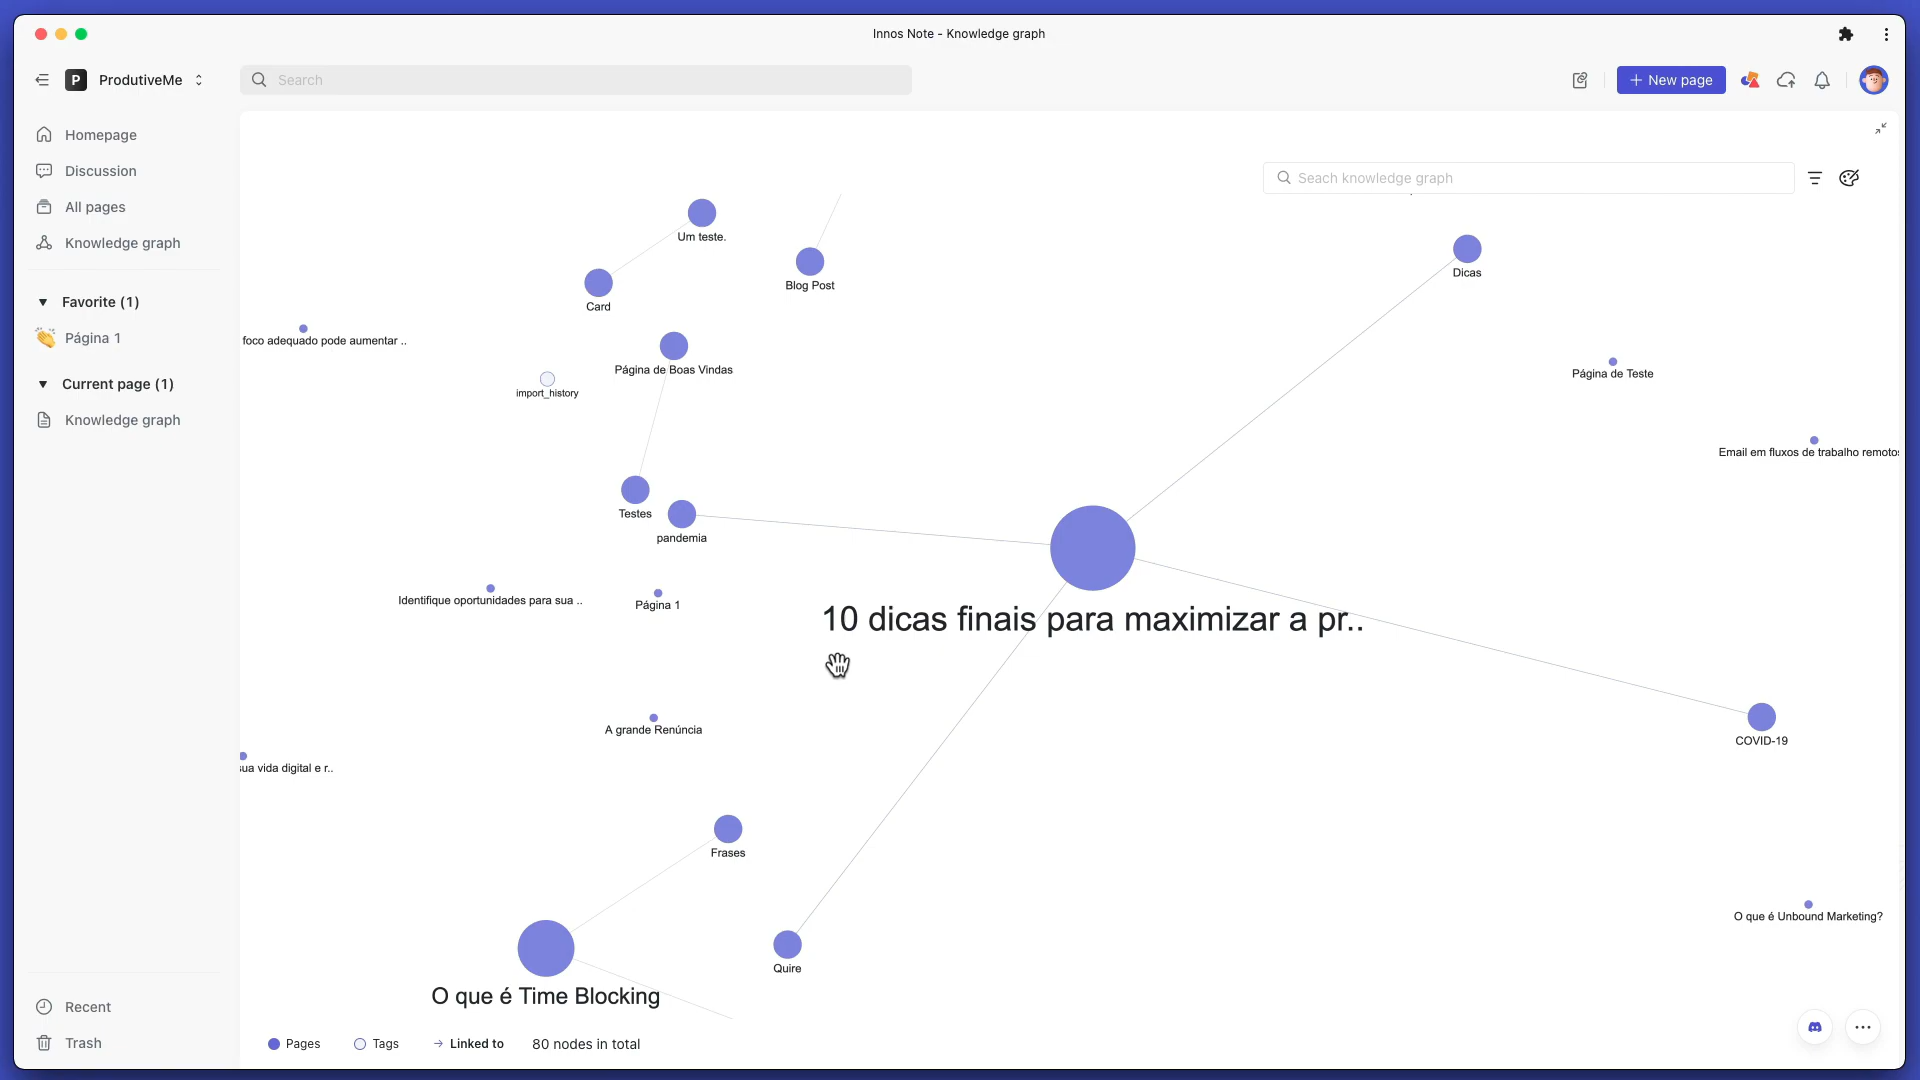 Innos Note - Knowledge graph
P ProdutiveMe
Search
New page
Homepage
Discussion
All pages
Knowledge graph
Favorite (1)
Página 1
Current page (1)
Knowledge graph
Recent
Trash
Seach knowledge graph
Um teste.
Dicas
Blog Post
Card
foco adequado pode aumentar ..
Página de Boas Vindas
Página de Teste
import_history
Email em fluxos de trabalho remotos
Testes
pandemia
Identifique oportunidades para sua ..
Página 1
10 dicas finais para maximizar a pr..
A grande Renúncia
COVID-19
sua vida digital e r..
Frases
O que é Unbound Marketing?
Quire
O que é Time Blocking
Pages
Tags
Linked to
80 nodes in total